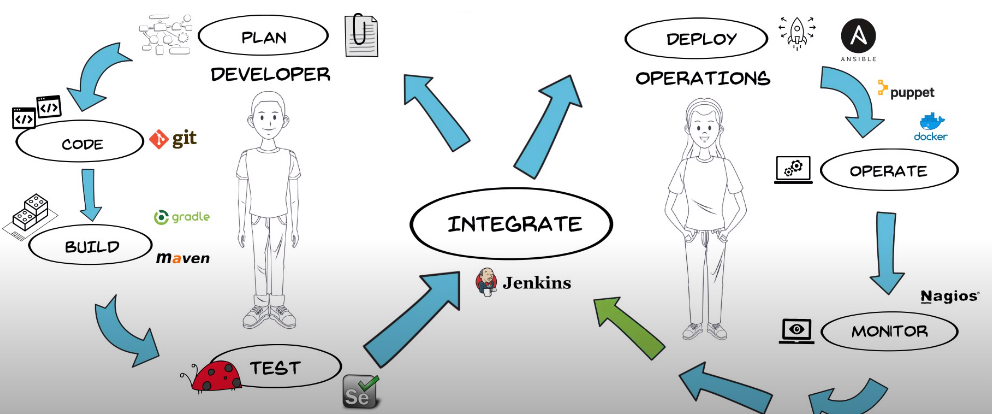 PLAN
DEVELOPER
CODE
git
gradle
BUILD
maven
TEST
Se
INTEGRATE
Jenkins
DEPLOY
A
ANSIBLE
OPERATIONS
puppet
docker
OPERATE
Nagios®
MONITOR